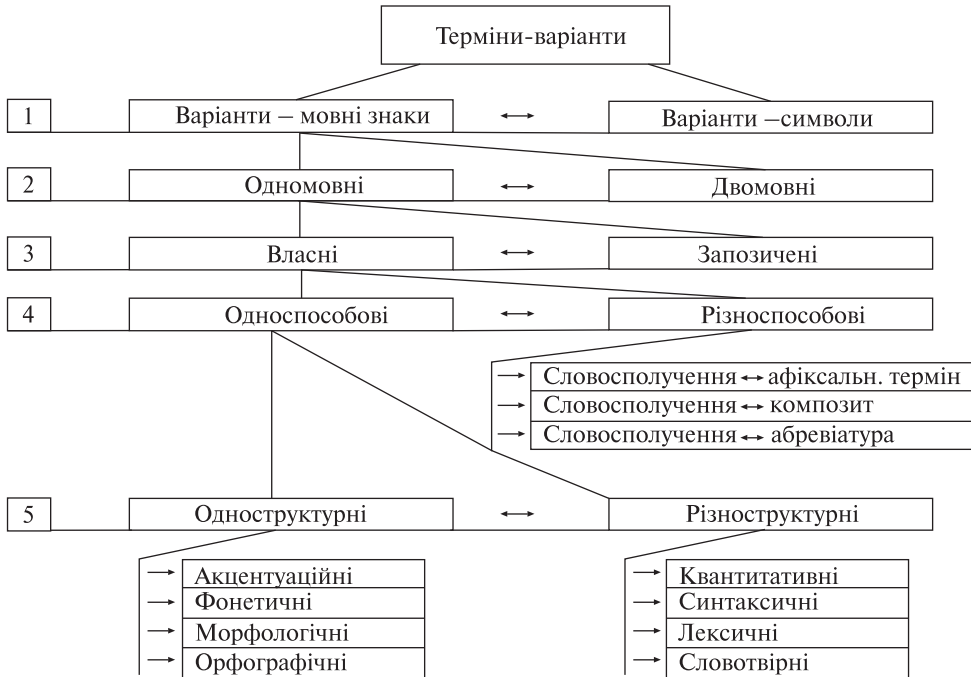 Терміни-варіанти
1 Варіанти – мовні знаки ↔ Варіанти –символи
2 Одномовні ↔ Двомовні
3 Власні ↔ Запозичені
4 Односпособові ↔ Різноспособові
→ Словосполучення ↔ афіксальн. термін
→ Словосполучення ↔ композит
→ Словосполучення ↔ абревіатура
5 Одноструктурні ↔ Різноструктурні
→ Акцентуаційні
→ Фонетичні
→ Морфологічні
→ Орфографічні
→ Квантитативні
→ Синтаксичні
→ Лексичні
→ Словотвірні